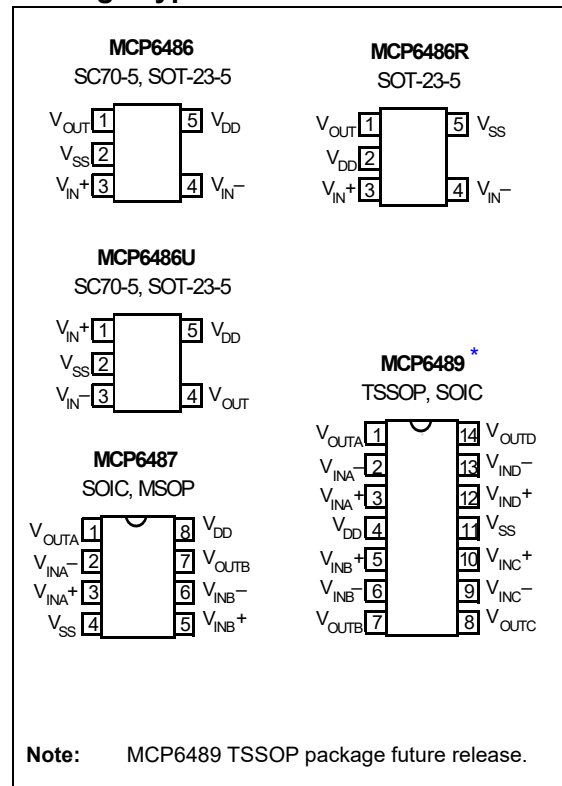 MCP6486
SC70-5, SOT-23-5
VOUT 1
5 VDD
VSS 2
VIN+ 3
4 VIN–
MCP6486R
SOT-23-5
VOUT 1
5 VSS
VDD 2
VIN+ 3
4 VIN–
MCP6486U
SC70-5, SOT-23-5
VIN+ 1
5 VDD
VSS 2
VIN– 3
4 VOUT
MCP6487
SOIC, MSOP
VOUTA 1
8 VDD
VINA– 2
7 VOUTB
VINA+ 3
6 VINB–
VSS 4
5 VINB+
MCP6489 *
TSSOP, SOIC
VOUTA 1
14 VOUTD
VINA– 2
13 VIND–
VINA+ 3
12 VIND+
VDD 4
11 VSS
VINB+ 5
10 VINC+
VINB– 6
9 VINC–
VOUTB 7
8 VOUTC
Note: MCP6489 TSSOP package future release.